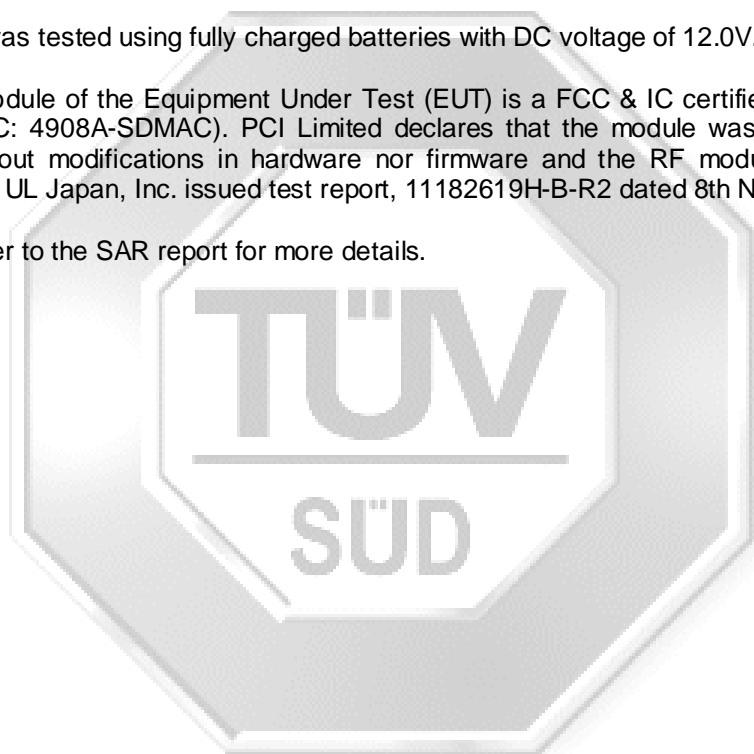 was tested using fully charged batteries with DC voltage of 12.0V.
odule of the Equipment Under Test (EUT) is a FCC & IC certifie
C: 4908A-SDMAC). PCI Limited declares that the module was
out modifications in hardware nor firmware and the RF modu
UL Japan, Inc. issued test report, 11182619H-B-R2 dated 8th N
er to the SAR report for more details.
TÜV
SÜD